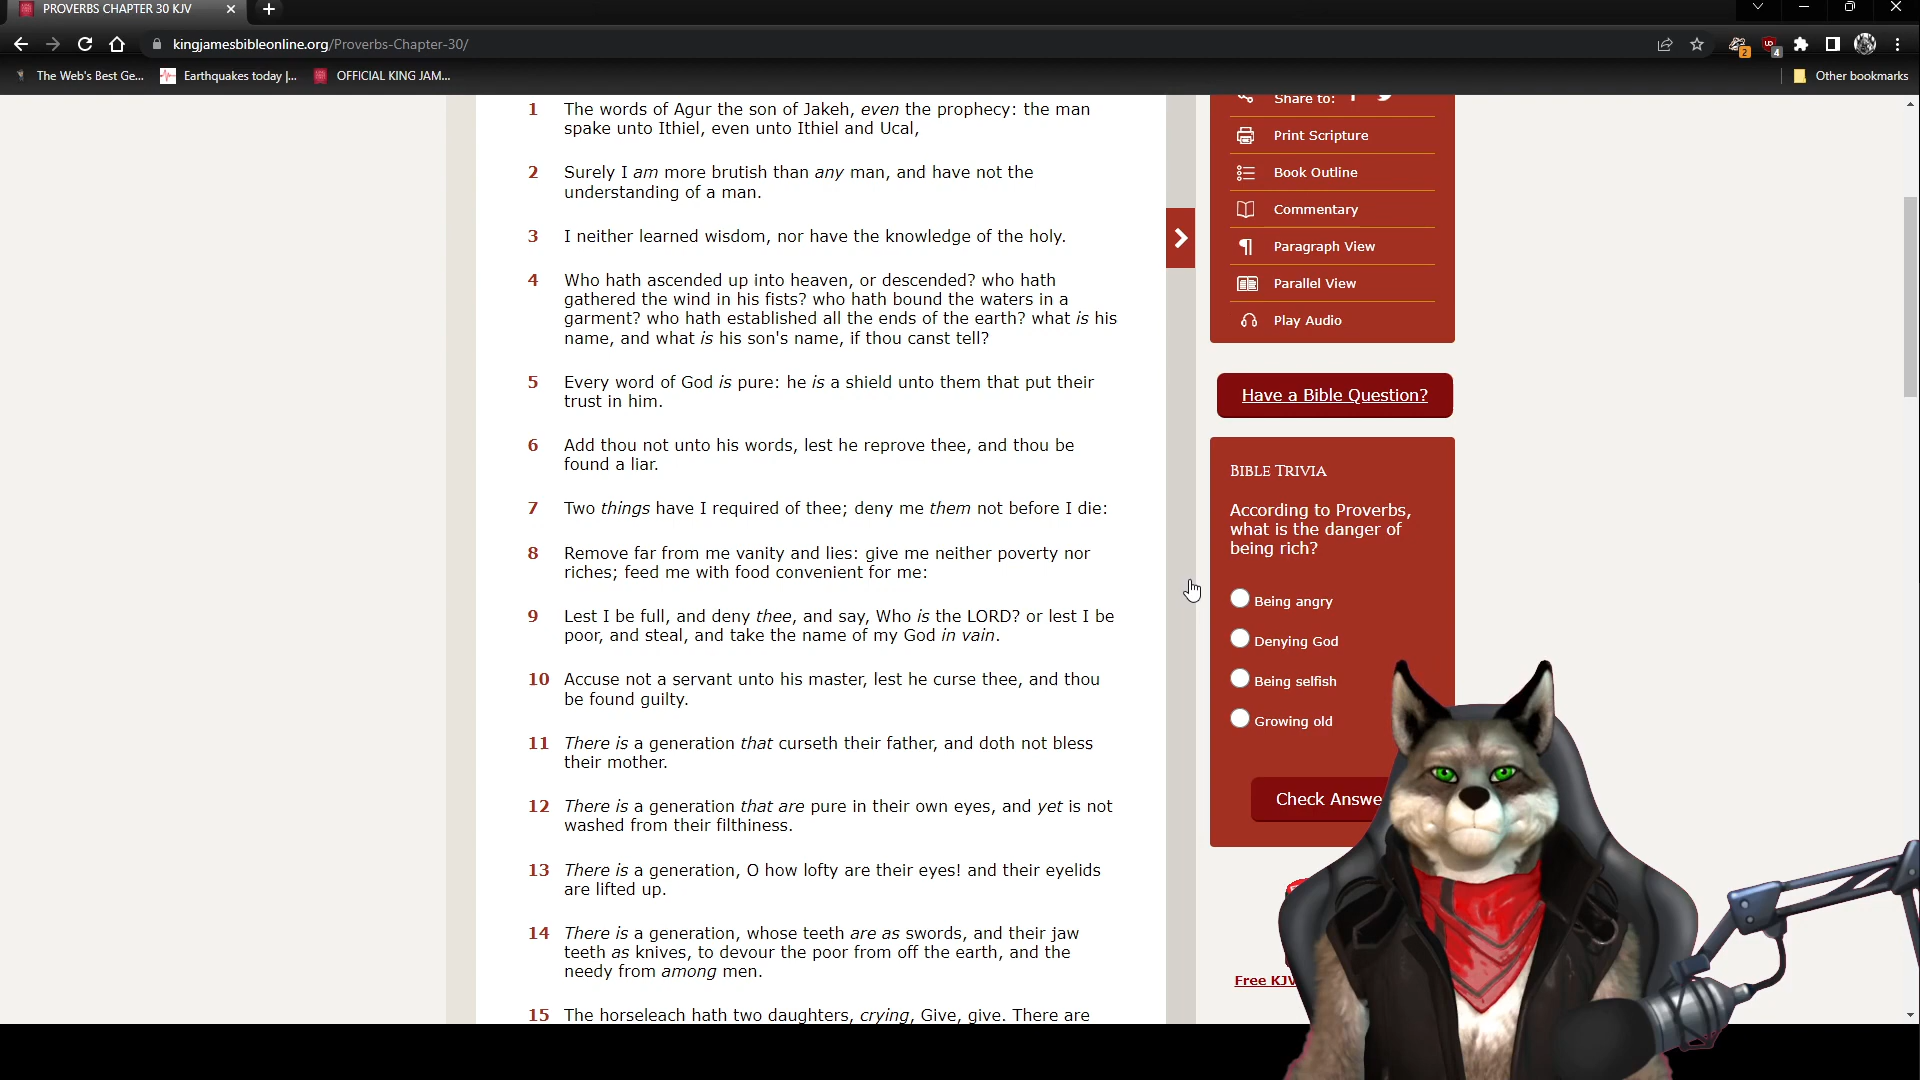 PROVERBS CHAPTER 30 KJV
kingjamesbibleonline.org/Proverbs-Chapter-30/
2
4
The Web's Best Ge...
Earthquakes today |...
OFFICIAL KING JAM...
Other bookmarks
1 The words of Agur the son of Jakeh, even the prophecy: the man
spake unto Ithiel, even unto Ithiel and Ucal,
2 Surely I am more brutish than any man, and have not the
understanding of a man.
3 I neither learned wisdom, nor have the knowledge of the holy.
4 Who hath ascended up into heaven, or descended? who hath
gathered the wind in his fists? who hath bound the waters in a
garment? who hath established all the ends of the earth? what is his
name, and what is his son's name, if thou canst tell?
5 Every word of God is pure: he is a shield unto them that put their
trust in him.
6 Add thou not unto his words, lest he reprove thee, and thou be
found a liar.
7 Two things have I required of thee; deny me them not before I die:
8 Remove far from me vanity and lies: give me neither poverty nor
riches; feed me with food convenient for me:
9 Lest I be full, and deny thee, and say, Who is the LORD? or lest I be
poor, and steal, and take the name of my God in vain.
10 Accuse not a servant unto his master, lest he curse thee, and thou
be found guilty.
11 There is a generation that curseth their father, and doth not bless
their mother.
12 There is a generation that are pure in their own eyes, and yet is not
washed from their filthiness.
13 There is a generation, O how lofty are their eyes! and their eyelids
are lifted up.
14 There is a generation, whose teeth are as swords, and their jaw
teeth as knives, to devour the poor from off the earth, and the
needy from among men.
15 The horseleach hath two daughters, crying, Give, give. There are
Share to:
Print Scripture
Book Outline
Commentary
Paragraph View
Parallel View
Play Audio
Have a Bible Question?
BIBLE TRIVIA
According to Proverbs,
what is the danger of
being rich?
Being angry
Denying God
Being selfish
Growing old
Check Answe
Free KJV